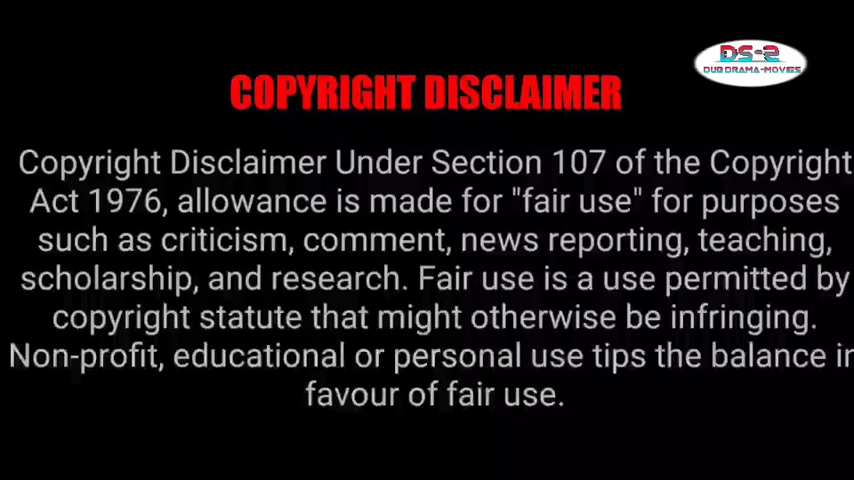 DS-2
DUB DRAMA-MOVEIS
COPYRIGHT DISCLAIMER
Copyright Disclaimer Under Section 107 of the Copyright
Act 1976, allowance is made for "fair use" for purposes
such as criticism, comment, news reporting, teaching,
scholarship, and research. Fair use is a use permitted by
copyright statute that might otherwise be infringing.
Non-profit, educational or personal use tips the balance in
favour of fair use.